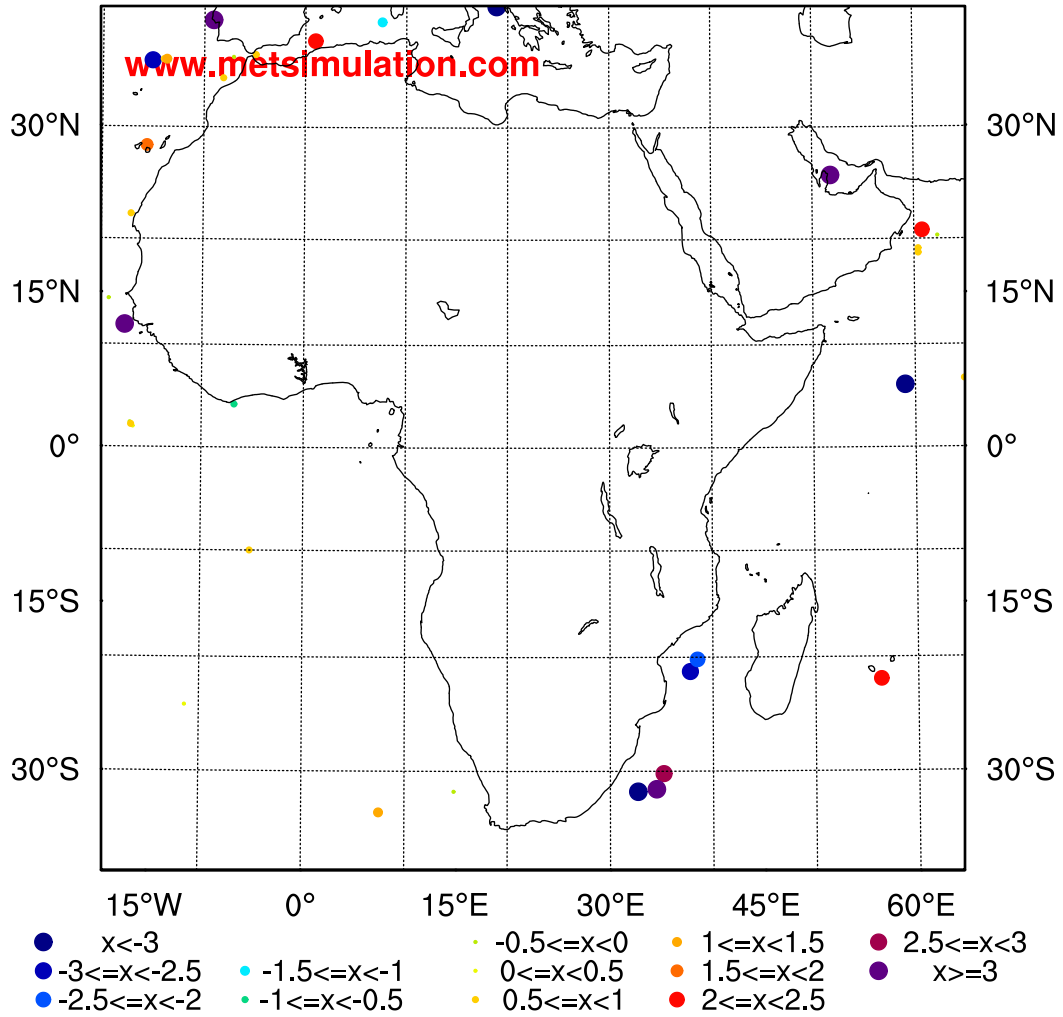 www.metsimulation.com
30°N 30°N
15°N 15°N
0° 0°
15°S 15°S
30°S 30°S
15°W 0° 15°E 30°E 45°E 60°E
x<-3 -0.5<=x<0 1<=x<1.5 2.5<=x<3
-3<=x<-2.5 -1.5<=x<-1 0<=x<0.5 1.5<=x<2 x>=3
-2.5<=x<-2 -1<=x<-0.5 0.5<=x<1 2<=x<2.5